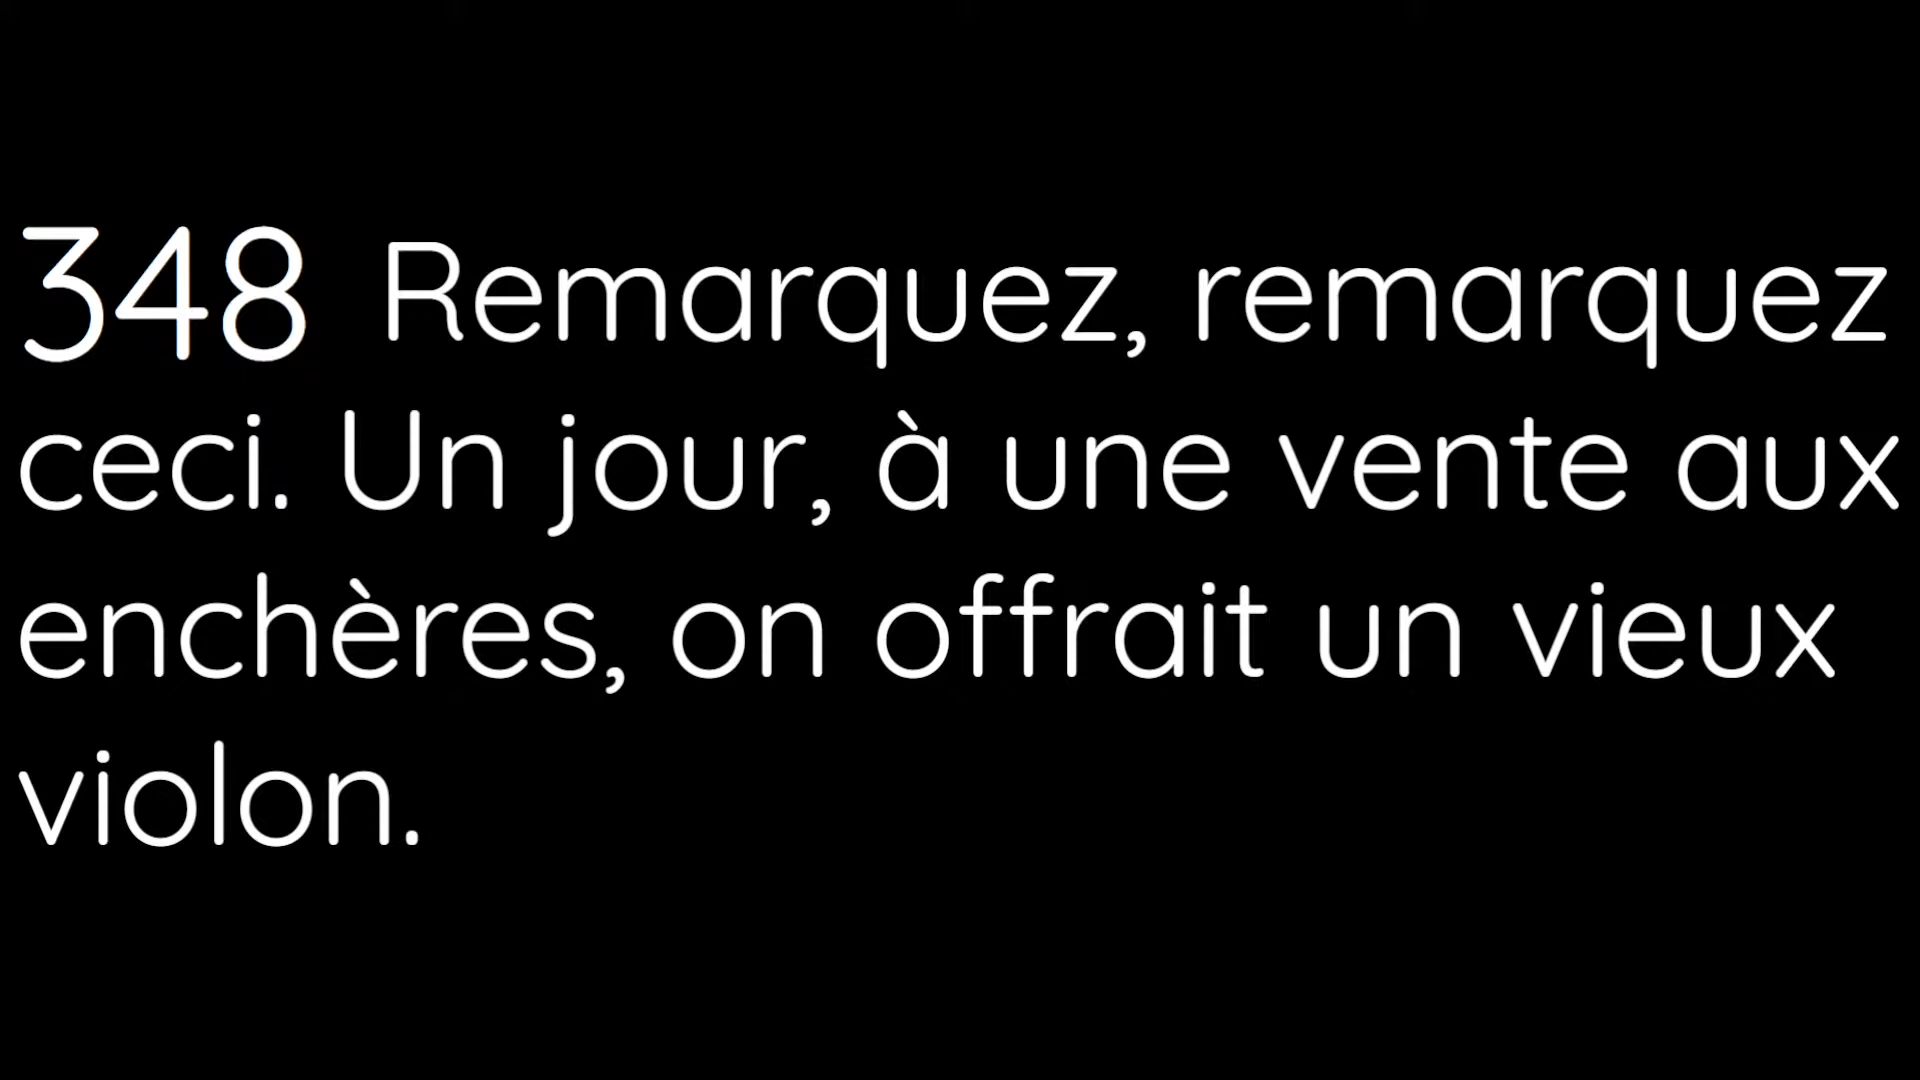 348 Remarquez, remarquez
ceci. Un jour, à une vente aux
enchères, on offrait un vieux
violon.